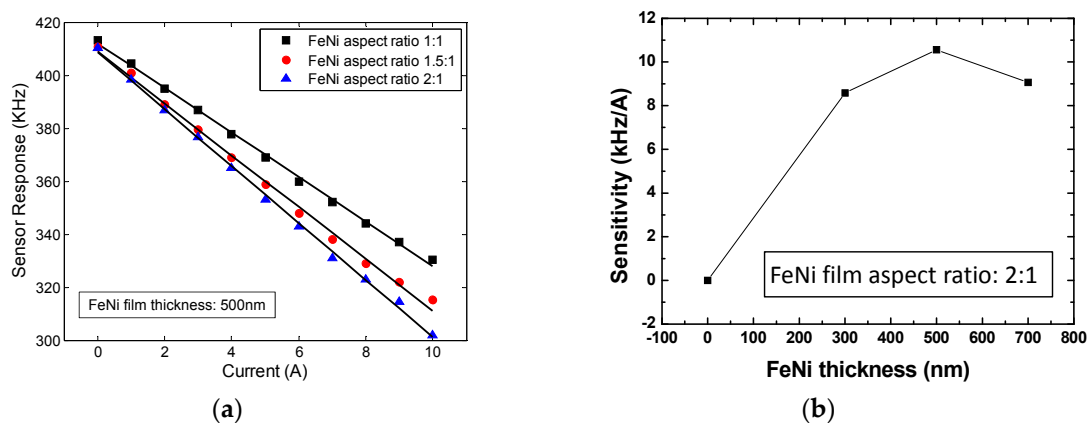 420
400
380
360
340
320
300
0
2
4
6
8
10
Sensor Response (KHz)
Current (A)
FeNi aspect ratio 1:1
FeNi aspect ratio 1.5:1
FeNi aspect ratio 2:1
FeNi film thickness: 500nm
(a)
12
10
8
6
4
2
0
-2
-100
0
100
200
300
400
500
600
700
800
Sensitivity (kHz/A)
FeNi thickness (nm)
FeNi film aspect ratio: 2:1
(b)